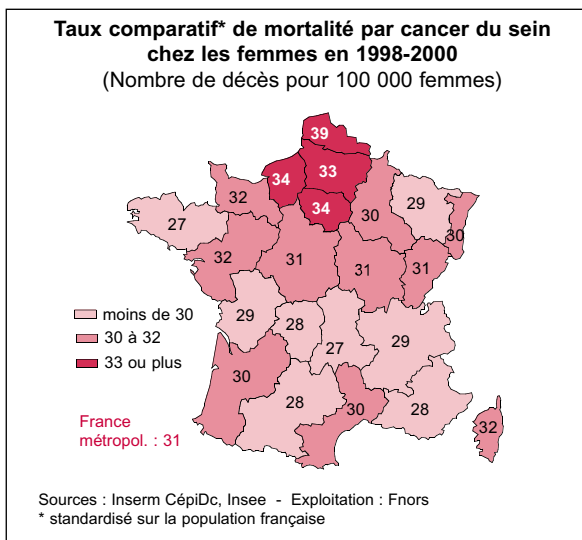 Taux comparatif* de mortalité par cancer du sein
chez les femmes en 1998-2000
(Nombre de décès pour 100 000 femmes)
39
34
33
32
34
30
29
30
27
32
31
31
31
moins de 30
30 à 32
33 ou plus
29
28
27
29
30
28
30
28
32
France
métropol. : 31
Sources : Inserm CépiDc, Insee - Exploitation : Fnors
* standardisé sur la population française